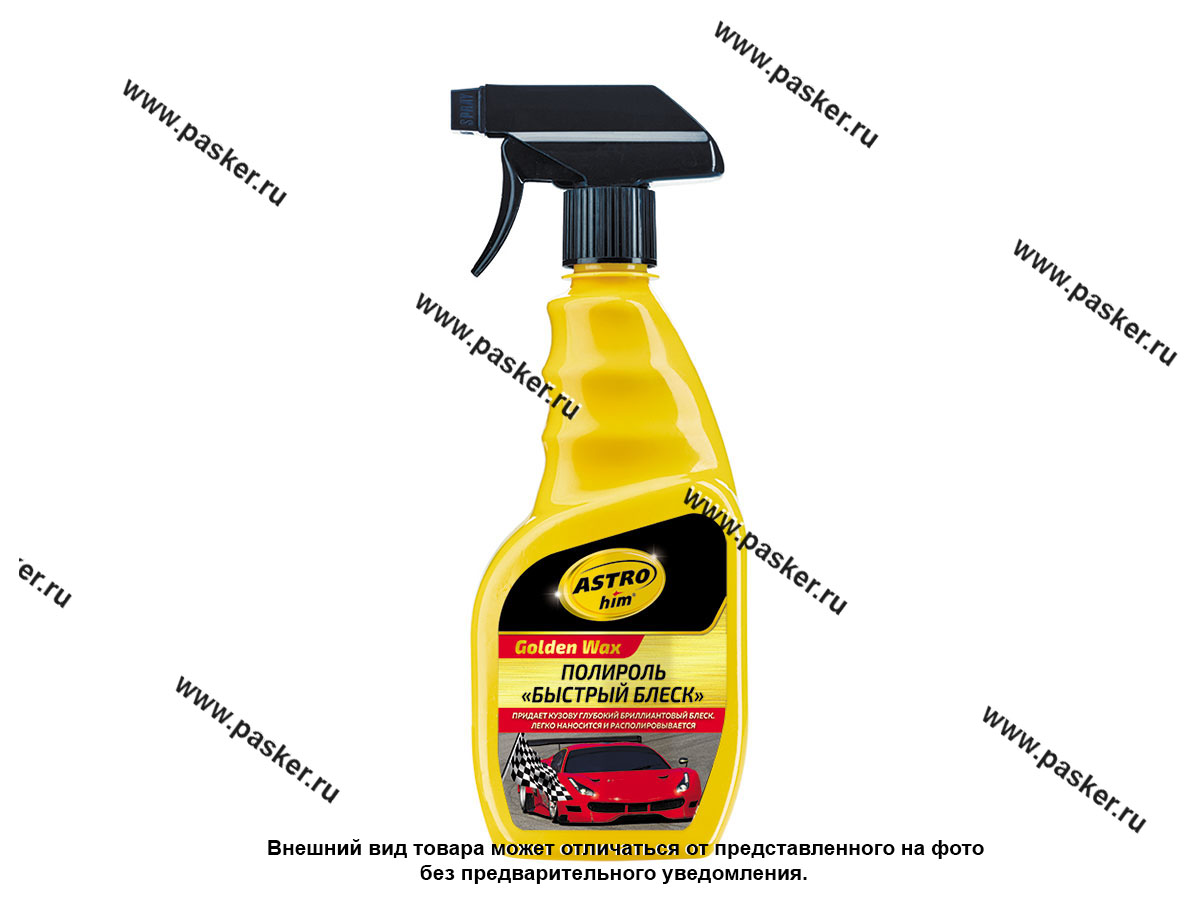 www.pasker.ru
www.pasker.ru
SPRAY
www.pasker.ru
www.pasker.ru
www.pasker.ru
ker.ru
ASTRO
him®
Golden Wax
ПОЛИРОЛЬ
«БЫСТРЫЙ БЛЕСК»
ПРИДАЕТ КУЗОВУ ГЛУБОКИЙ БРИЛЛИАНТОВЫЙ БЛЕСК.
ЛЕГКО НАНОСИТСЯ И РАСПОЛИРОВЫВАЕТСЯ
www.pasker.ru
www.pasker.ru
Внешний вид товара может отличаться от представленного на фото
без предварительного уведомления.